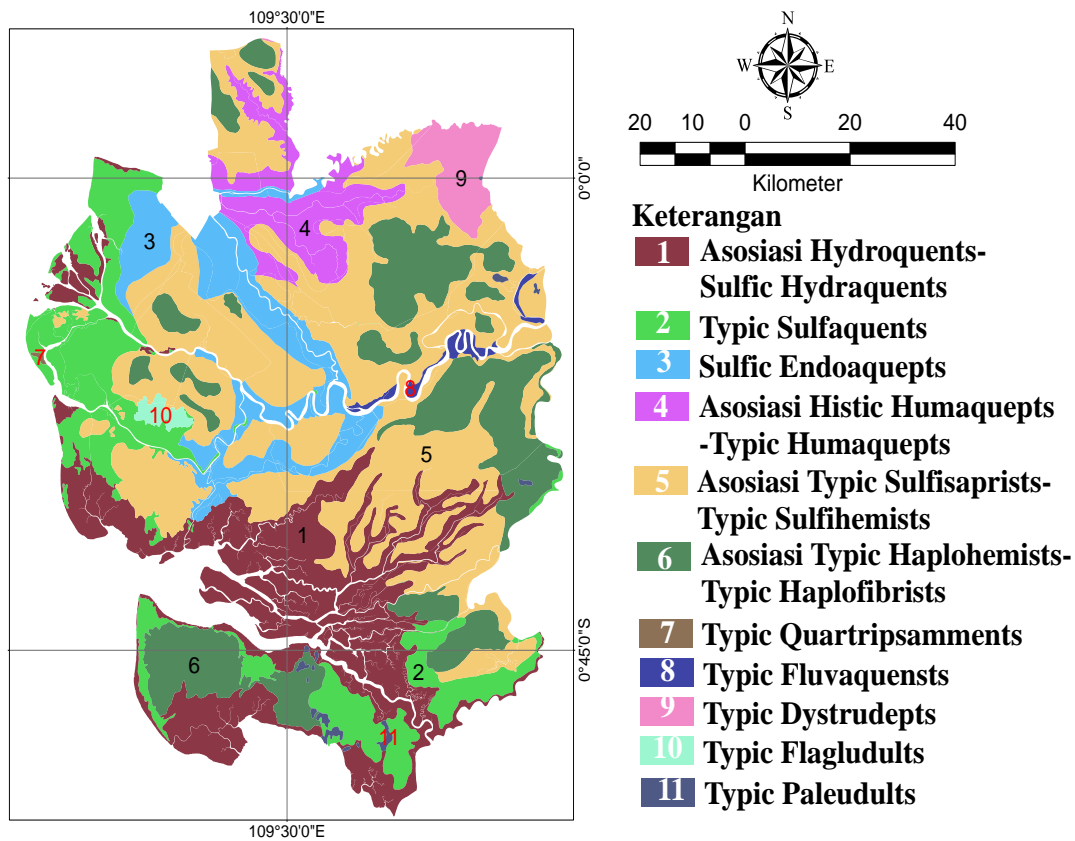 109°30'0"E
N
W E
S
20 10 0 20 40
Kilometer
0°0'0"
0°45'0"S
109°30'0"E
9
3
4
7
8
10
5
1
6
2
11
Keterangan
1 Asosiasi Hydroquents-
Sulfic Hydraquents
2 Typic Sulfaquents
3 Sulfic Endoaquepts
4 Asosiasi Histic Humaquepts
-Typic Humaquepts
5 Asosiasi Typic Sulfisaprists-
Typic Sulfihemists
6 Asosiasi Typic Haplohemists-
Typic Haplofibrists
7 Typic Quartripsamments
8 Typic Fluvaquensts
9 Typic Dystrudepts
10 Typic Flagludults
11 Typic Paleudults